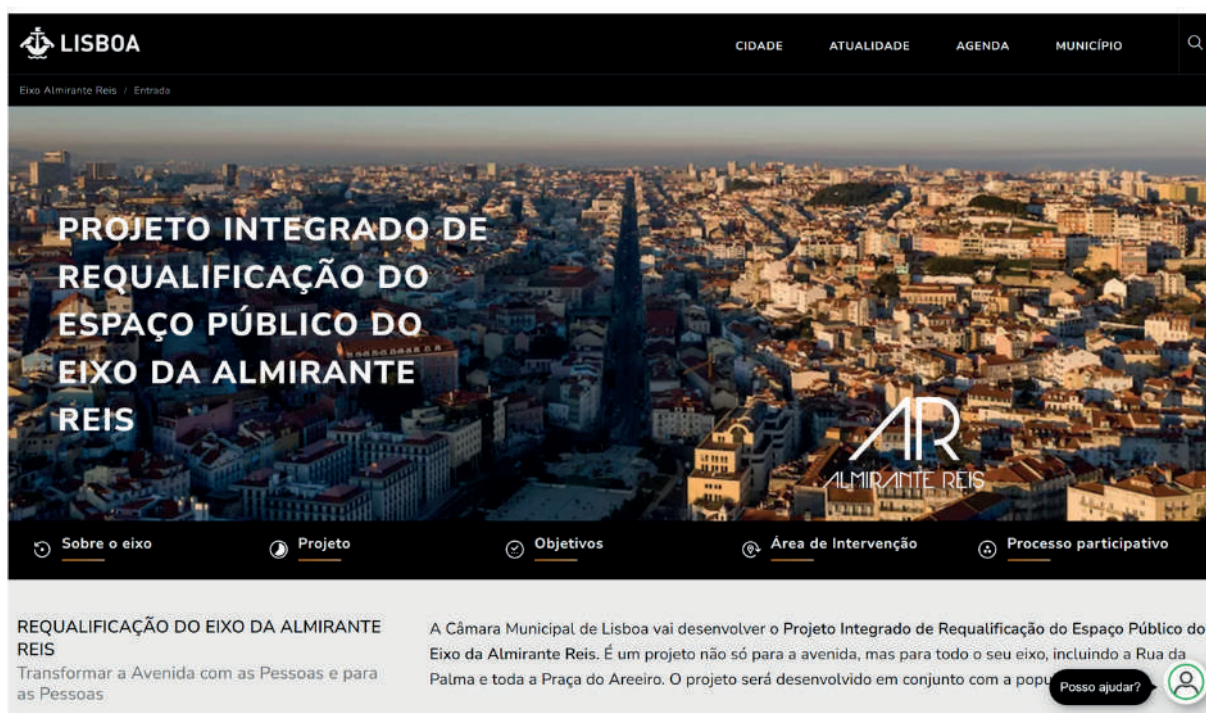 LISBOA
CIDADE ATUALIDADE AGENDA MUNICÍPIO
Eixo Almirante Reis / Entrada
PROJETO INTEGRADO DE
REQUALIFICAÇÃO DO
ESPAÇO PÚBLICO DO
EIXO DA ALMIRANTE
REIS
AR
ALMIRANTE REIS
Sobre o eixo Projeto Objetivos Área de Intervenção Processo participativo
REQUALIFICAÇÃO DO EIXO DA ALMIRANTE
REIS
Transformar a Avenida com as Pessoas e para
as Pessoas
A Câmara Municipal de Lisboa vai desenvolver o Projeto Integrado de Requalificação do Espaço Público do
Eixo da Almirante Reis. É um projeto não só para a avenida, mas para todo o seu eixo, incluindo a Rua da
Palma e toda a Praça do Areeiro. O projeto será desenvolvido em conjunto com a popu
Posso ajudar?